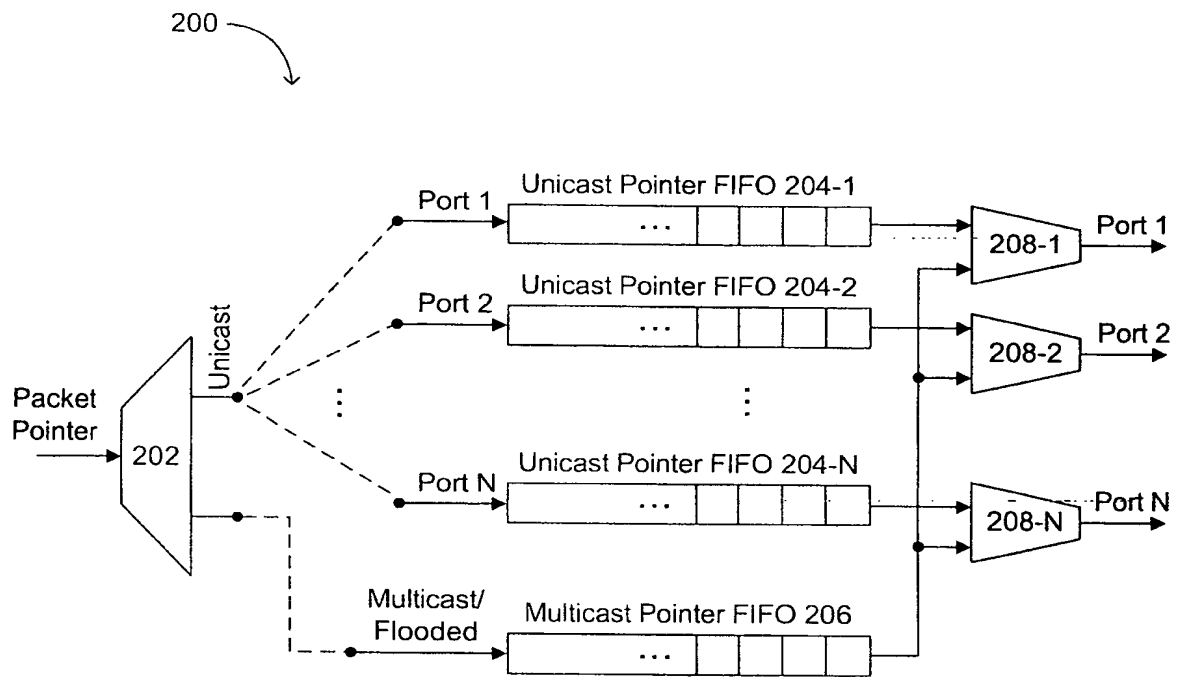 200
Unicast Pointer FIFO 204-1
Port 1
208-1
Port 1
Unicast Pointer FIFO 204-2
Port 2
...
208-2
Port 2
Unicast
...
Packet
Pointer
202
...
...
Unicast Pointer FIFO 204-N
Port N
...
208-N
Port N
Multicast/
Flooded
Multicast Pointer FIFO 206
...